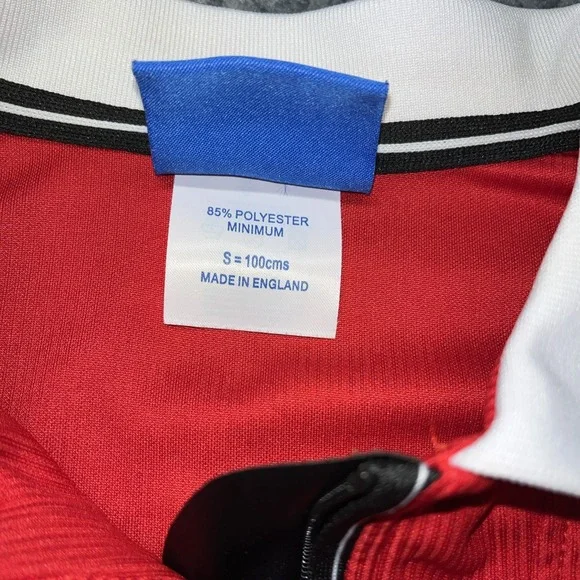 85% POLYESTER
MINIMUM
S = 100cms
MADE IN ENGLAND